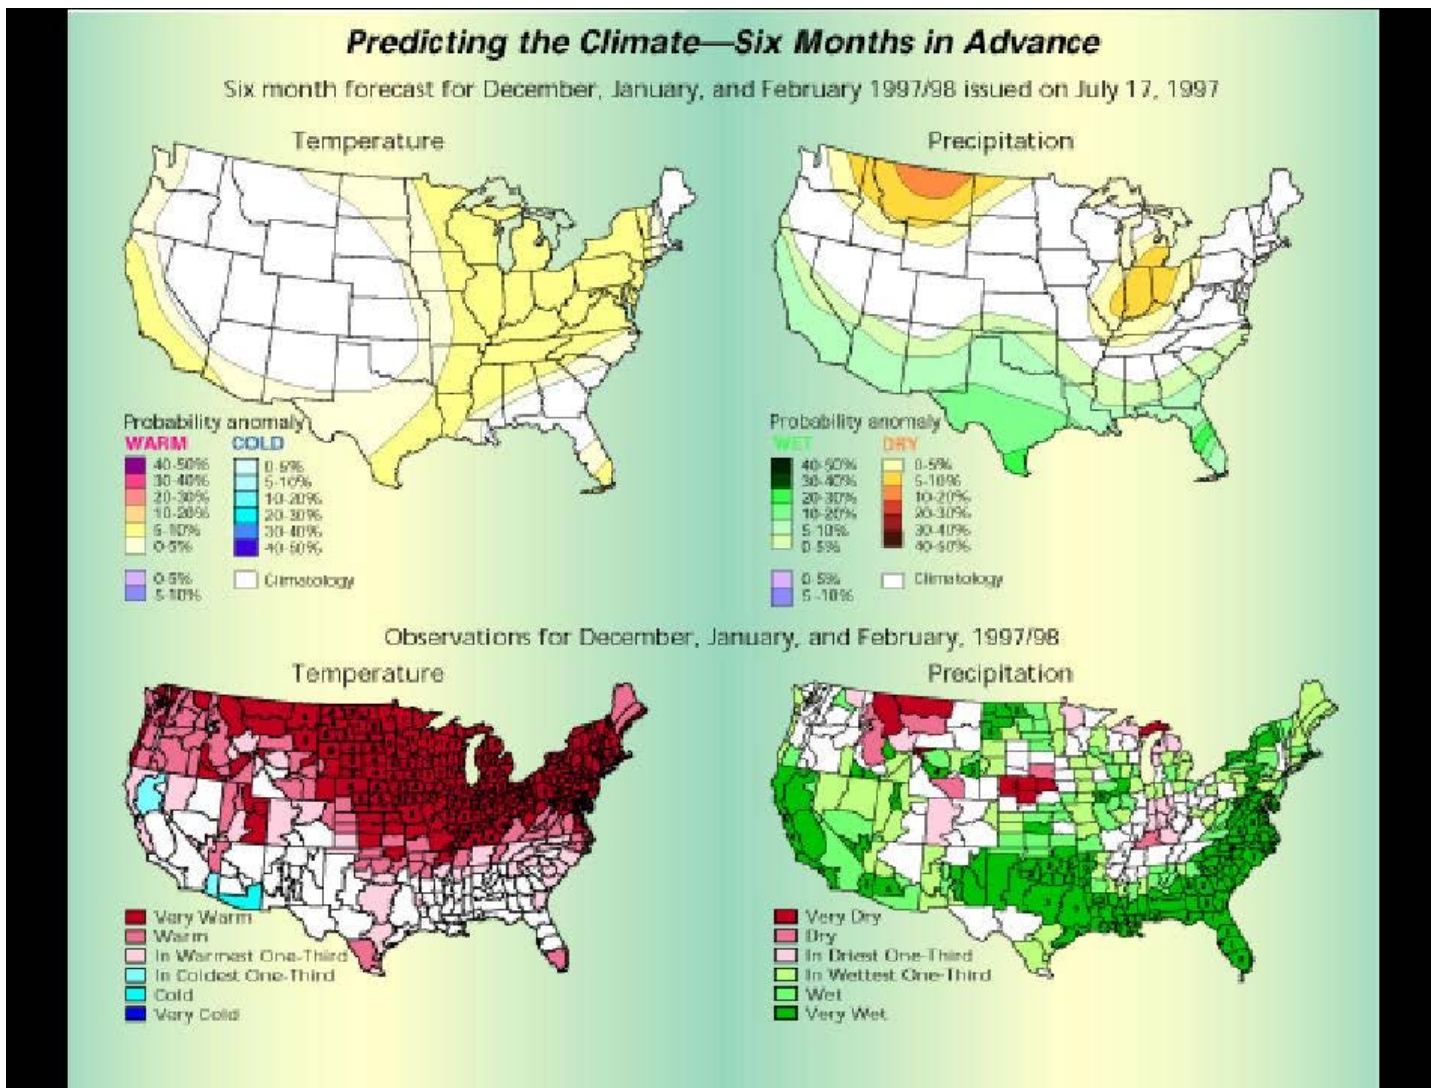 Predicting the Climate—Six Months in Advance
Six month forecast for December, January, and February 1997/98 issued on July 17, 1997
Temperature
Probability anomaly
WARM COLD
40-50% 0-5%
30-40% 5-10%
20-30% 10-20%
10-20% 20-30%
5-10% 30-40%
0-5% 40-50%
0-5% Climatology
5-10%
Precipitation
Probability anomaly
WET DRY
40-50% 0-5%
30-40% 5-10%
20-30% 10-20%
10-20% 20-30%
5-10% 30-40%
0-5% 40-50%
0-5% Climatology
5-10%
Observations for December, January, and February, 1997/98
Temperature
Very Warm
Warm
In Warmest One-Third
In Coldest One-Third
Cold
Very Cold
Precipitation
Very Dry
Dry
In Driest One-Third
In Wettest One-Third
Wet
Very Wet